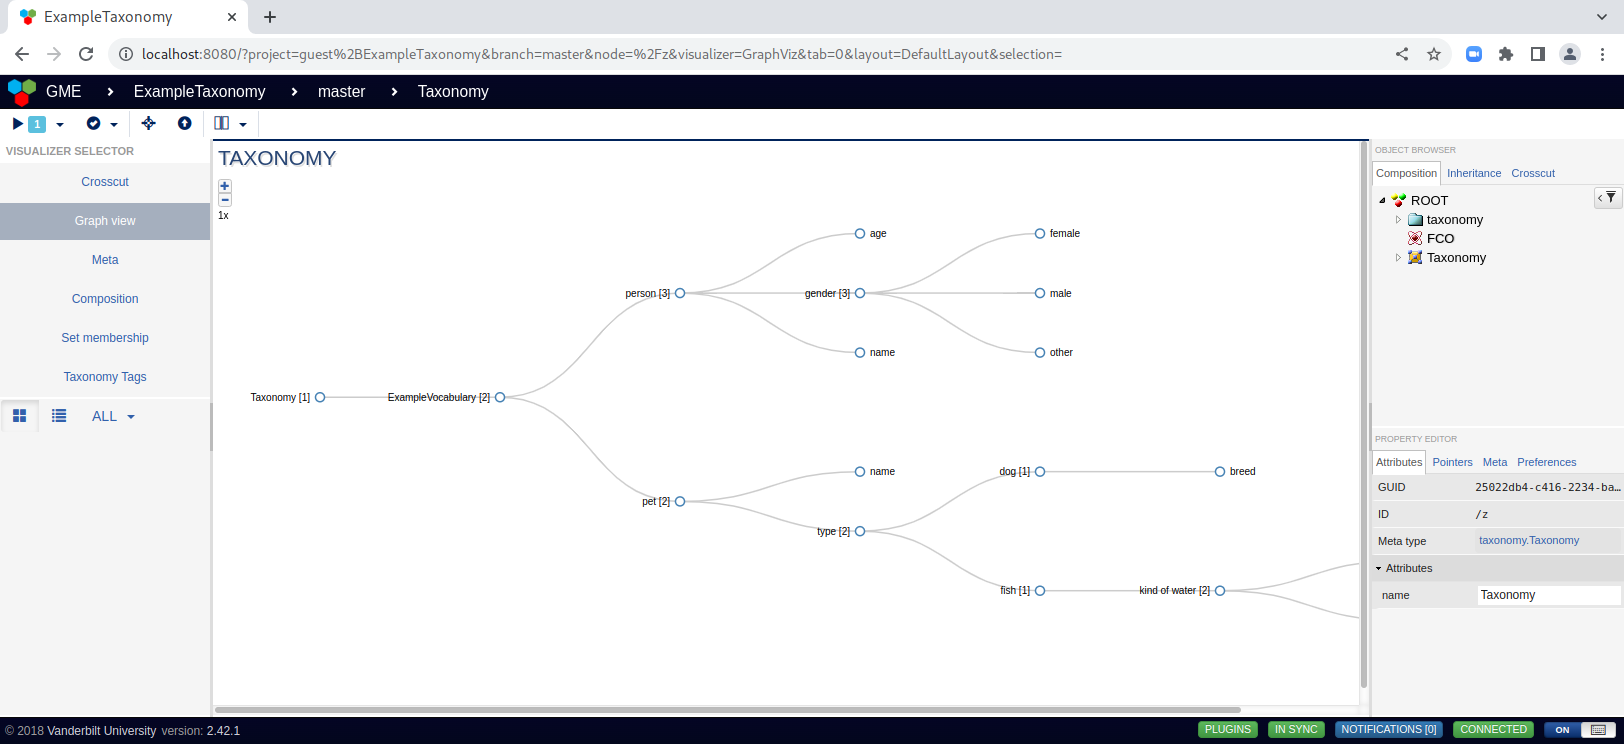 ExampleTaxonomy
localhost:8080/?project=guest%2BExampleTaxonomy&branch=master&node=%2Fz&visualizer=GraphViz&tab=0&layout=DefaultLayout&selection=
GME ExampleTaxonomy master Taxonomy
1
VISUALIZER SELECTOR
Crosscut
Graph view
Meta
Composition
Set membership
Taxonomy Tags
ALL
TAXONOMY
+
−
1x
age
female
person [3]
gender [3]
male
name
other
Taxonomy [1]
ExampleVocabulary [2]
name
dog [1]
breed
pet [2]
type [2]
fish [1]
kind of water [2]
OBJECT BROWSER
Composition Inheritance Crosscut
ROOT
taxonomy
FCO
Taxonomy
PROPERTY EDITOR
Attributes Pointers Meta Preferences
GUID 25022db4-c416-2234-ba…
ID /z
Meta type taxonomy.Taxonomy
Attributes
name Taxonomy
© 2018 Vanderbilt University version: 2.42.1
PLUGINS IN SYNC NOTIFICATIONS [0] CONNECTED ON